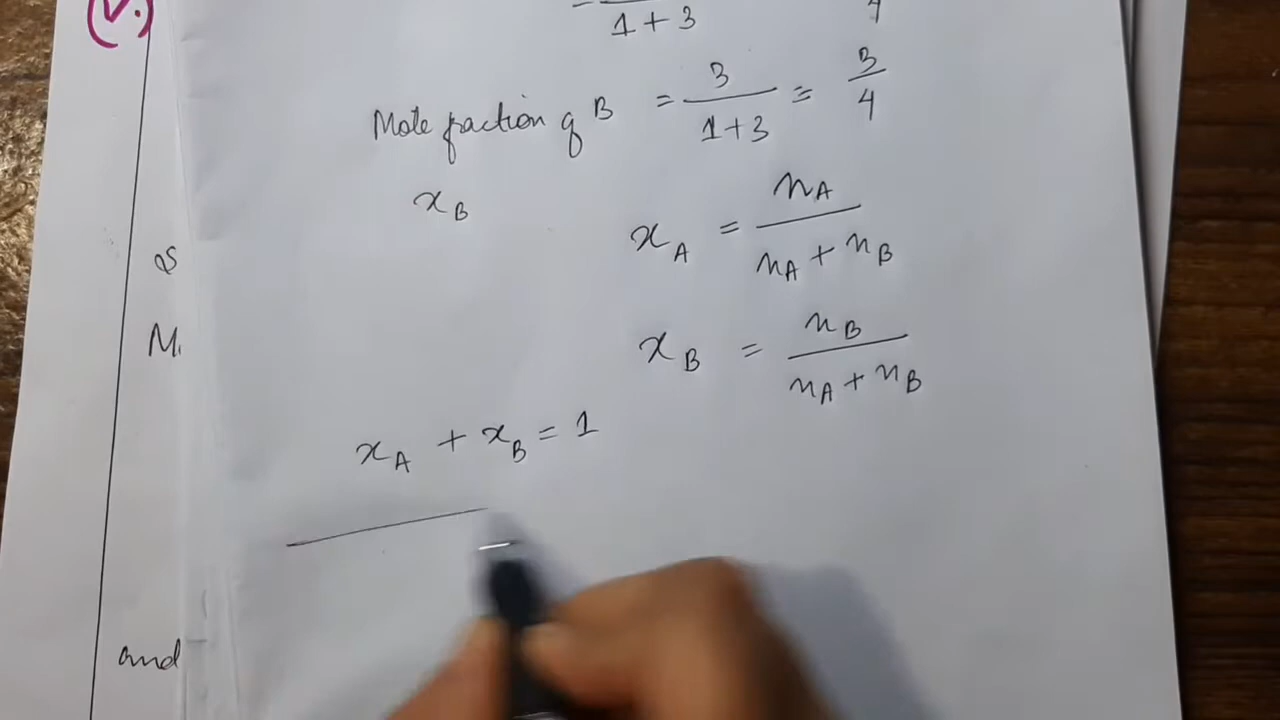 (V.)
1+3 4
Mole fraction of B = 3/(1+3) = 3/4
x_B
x_A = n_A/(n_A + n_B)
S
M.
x_B = n_B/(n_A + n_B)
x_A + x_B = 1
and